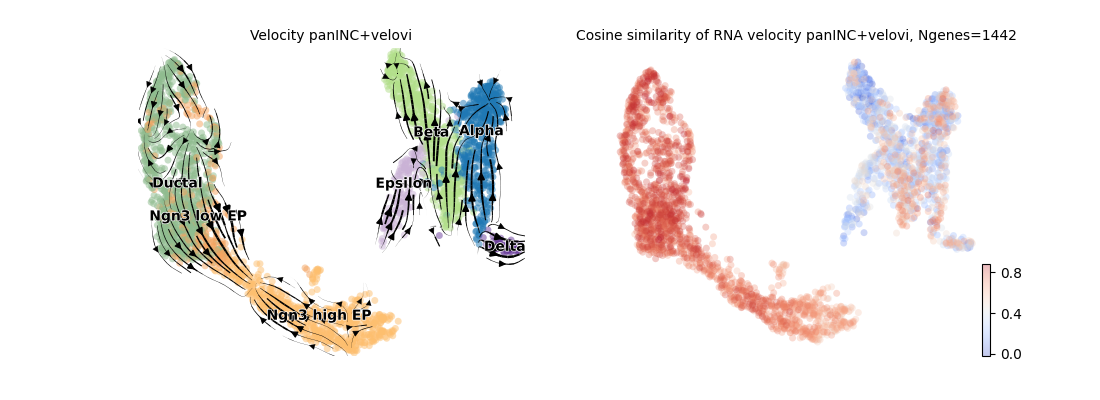 Velocity panINC+velovi
Cosine similarity of RNA velocity panINC+velovi, Ngenes=1442
Beta
Alpha
Ductal
Epsilon
Ngn3 low EP
Delta
Ngn3 high EP
0.8
0.4
0.0